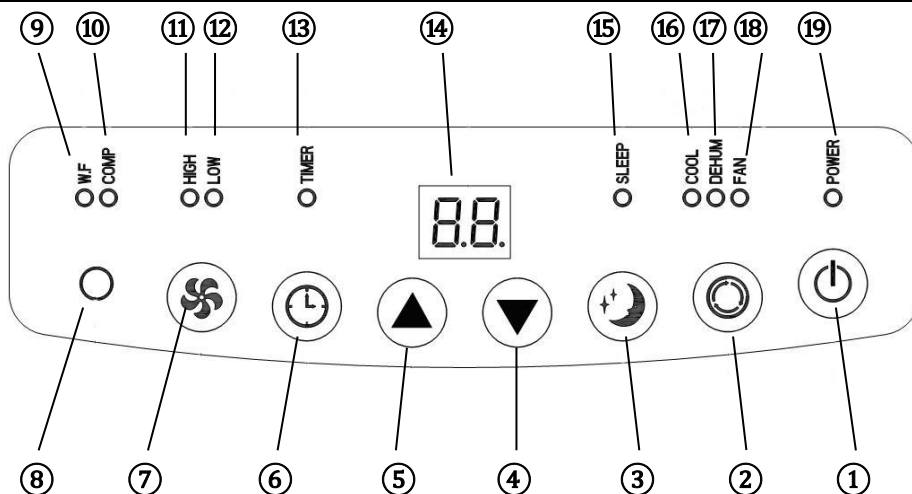 ⑨ ⑩ ⑪ ⑫ ⑬ ⑭ ⑮ ⑯ ⑰ ⑱ ⑲
W.F COMP HIGH LOW TIMER SLEEP COOL DEHUM FAN POWER
8.8.
⑧ ⑦ ⑥ ⑤ ④ ③ ② ①